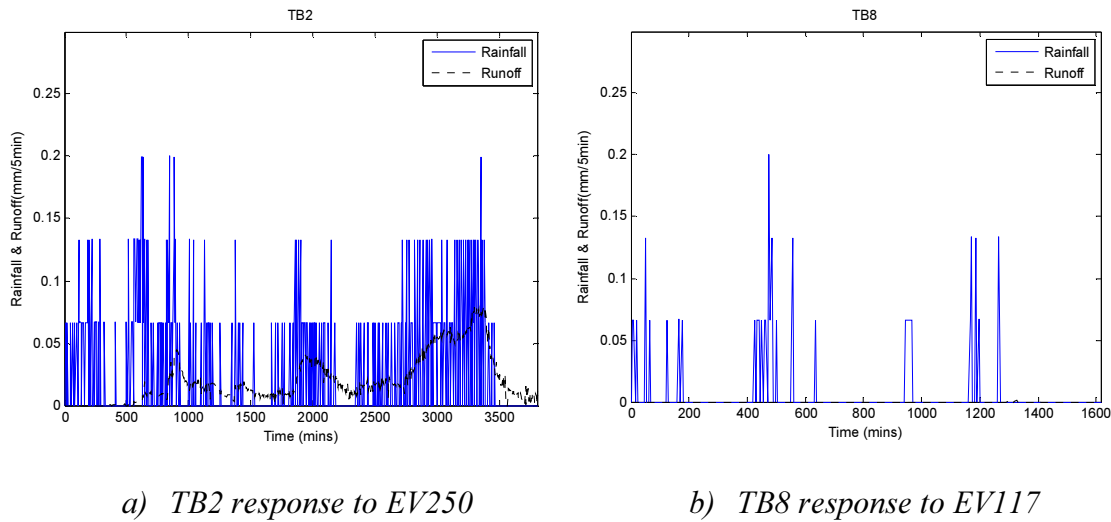 TB2
Rainfall & Runoff(mm/5min)
0.25
0.2
0.15
0.1
0.05
0
Rainfall
Runoff
0 500 1000 1500 2000 2500 3000 3500
Time (mins)
a) TB2 response to EV250
TB8
Rainfall & Runoff(mm/5min)
0.25
0.2
0.15
0.1
0.05
0
Rainfall
Runoff
0 200 400 600 800 1000 1200 1400 1600
Time (mins)
b) TB8 response to EV117